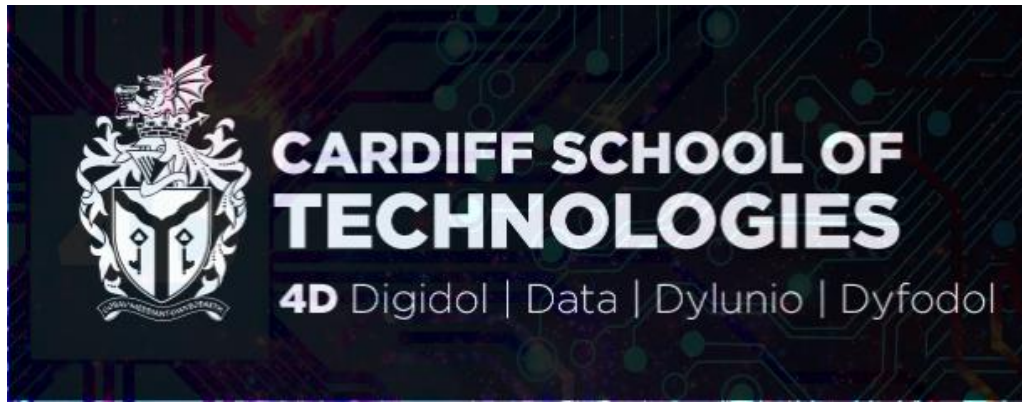 CARDIFF SCHOOL OF
TECHNOLOGIES
4D Digidol | Data | Dylunio | Dyfodol